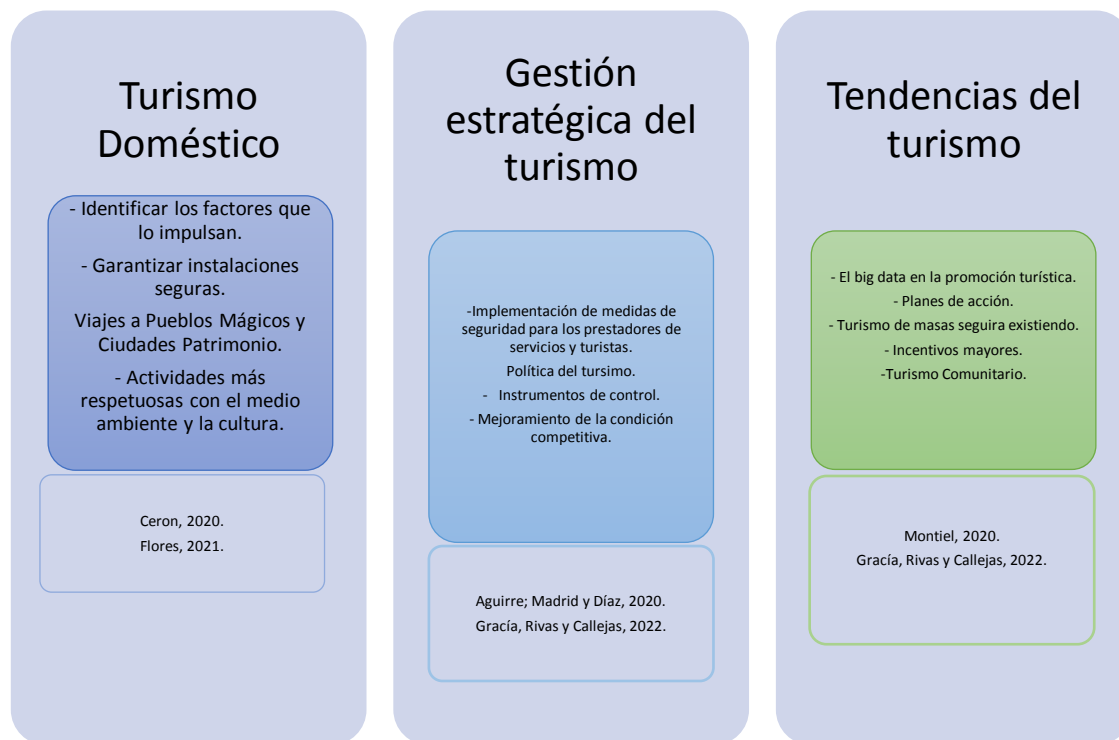 Turismo
Doméstico
- Identificar los factores que
lo impulsan.
- Garantizar instalaciones
seguras.
Viajes a Pueblos Mágicos y
Ciudades Patrimonio.
- Actividades más
respetuosas con el medio
ambiente y la cultura.
Ceron, 2020.
Flores, 2021.
Gestión
estratégica del
turismo
-Implementación de medidas de
seguridad para los prestadores de
servicios y turistas.
Política del tursimo.
- Instrumentos de control.
- Mejoramiento de la condición
competitiva.
Aguirre; Madrid y Díaz, 2020.
Gracía, Rivas y Callejas, 2022.
Tendencias del
turismo
- El big data en la promoción turística.
- Planes de acción.
- Turismo de masas seguira existiendo.
- Incentivos mayores.
-Turismo Comunitario.
Montiel, 2020.
Gracía, Rivas y Callejas, 2022.